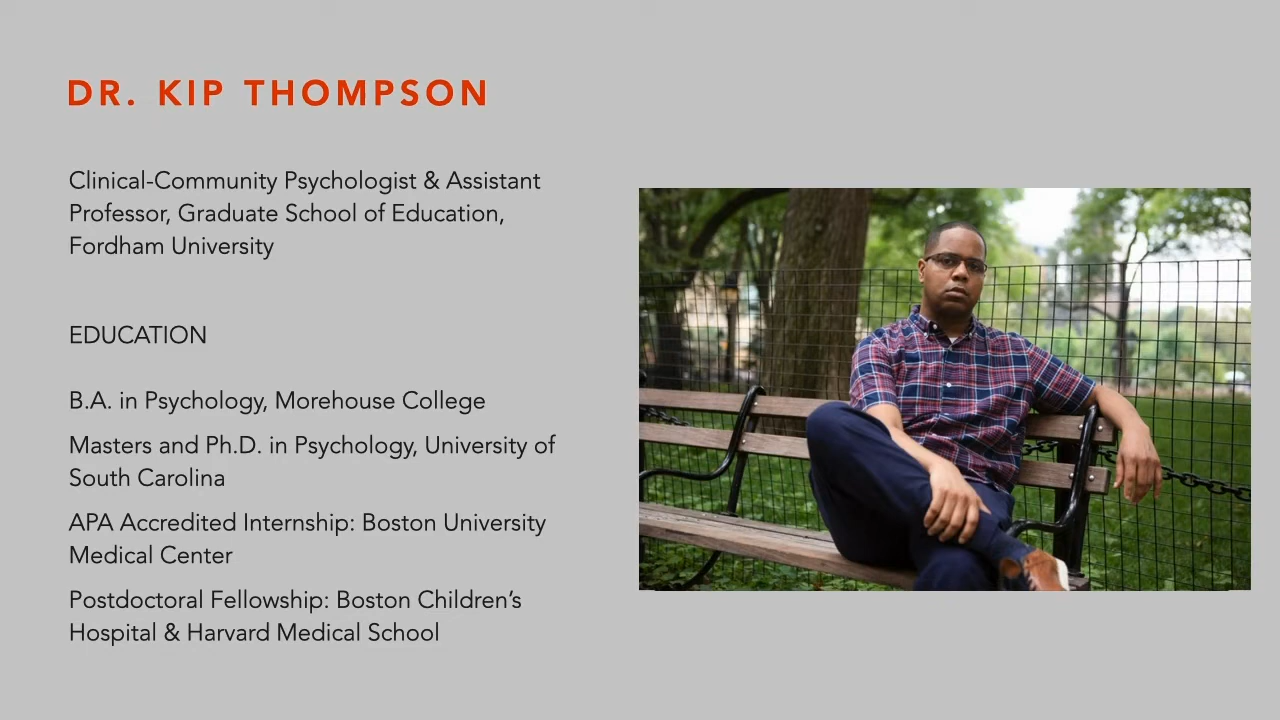 DR. KIP THOMPSON
Clinical-Community Psychologist & Assistant
Professor, Graduate School of Education,
Fordham University
EDUCATION
B.A. in Psychology, Morehouse College
Masters and Ph.D. in Psychology, University of
South Carolina
APA Accredited Internship: Boston University
Medical Center
Postdoctoral Fellowship: Boston Children’s
Hospital & Harvard Medical School